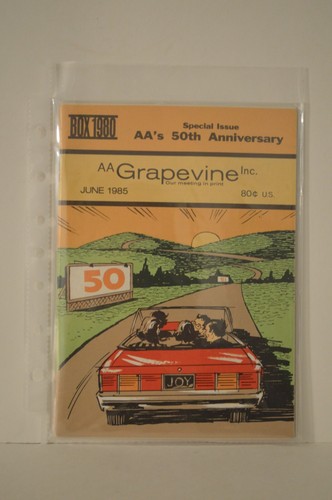 BOX 1980
Special Issue
AA's 50th Anniversary
AA Grapevine Inc.
Our meeting in print
JUNE 1985
80¢ U.S.
50
JOY